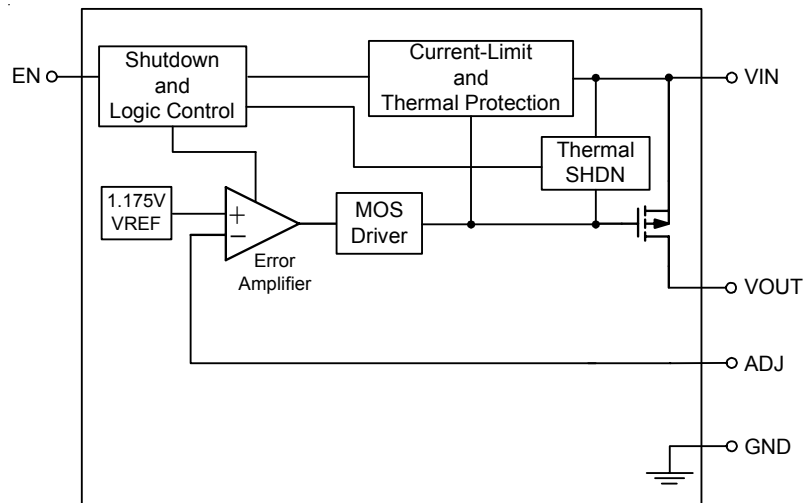 EN
Shutdown
and
Logic Control
Current-Limit
and
Thermal Protection
VIN
Thermal
SHDN
1.175V
VREF
+
−
MOS
Driver
Error
Amplifier
VOUT
ADJ
GND